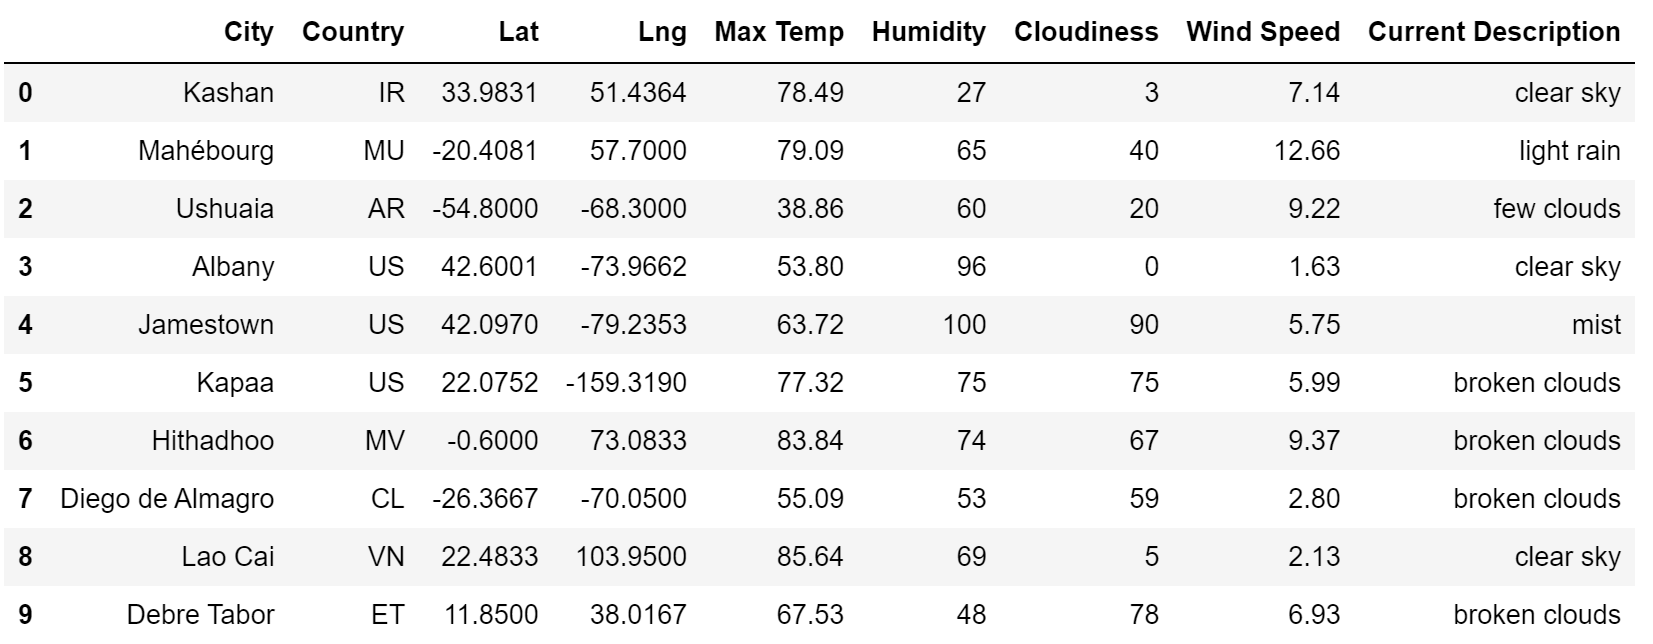 City Country Lat Lng Max Temp Humidity Cloudiness Wind Speed Current Description
0 Kashan IR 33.9831 51.4364 78.49 27 3 7.14 clear sky
1 Mahébourg MU -20.4081 57.7000 79.09 65 40 12.66 light rain
2 Ushuaia AR -54.8000 -68.3000 38.86 60 20 9.22 few clouds
3 Albany US 42.6001 -73.9662 53.80 96 0 1.63 clear sky
4 Jamestown US 42.0970 -79.2353 63.72 100 90 5.75 mist
5 Kapaa US 22.0752 -159.3190 77.32 75 75 5.99 broken clouds
6 Hithadhoo MV -0.6000 73.0833 83.84 74 67 9.37 broken clouds
7 Diego de Almagro CL -26.3667 -70.0500 55.09 53 59 2.80 broken clouds
8 Lao Cai VN 22.4833 103.9500 85.64 69 5 2.13 clear sky
9 Debre Tabor ET 11.8500 38.0167 67.53 48 78 6.93 broken clouds